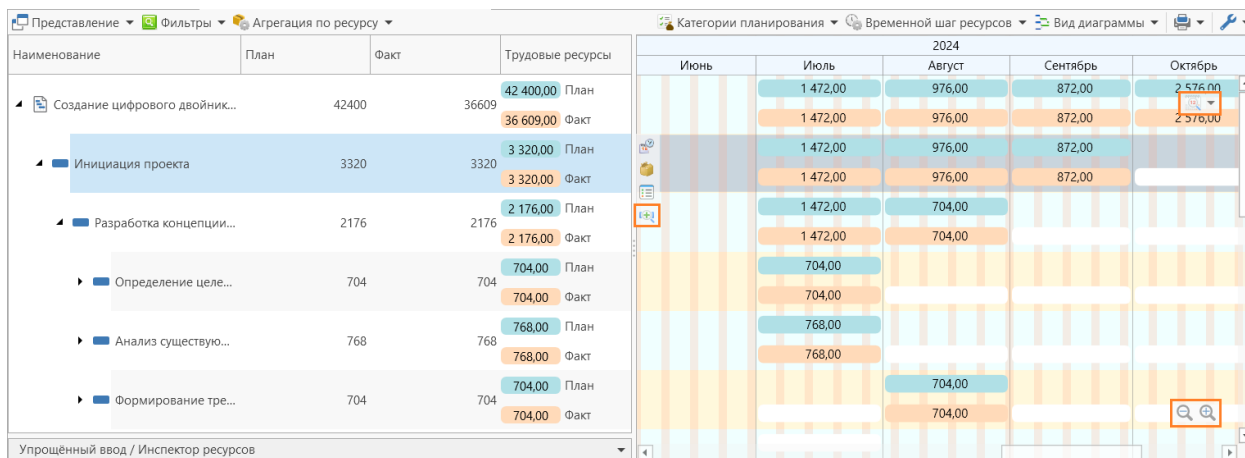 Представление Фильтры Агрегация по ресурсу Категории планирования Временной шаг ресурсов Вид диаграммы
Наименование План Факт Трудовые ресурсы
2024
Июнь Июль Август Сентябрь Октябрь
Создание цифрового двойник... 42400 36609
42 400,00 План 1 472,00 976,00 872,00 2 576,00
36 609,00 Факт 1 472,00 976,00 872,00 2 576,00
Инициация проекта 3320 3320
3 320,00 План 1 472,00 976,00 872,00
3 320,00 Факт 1 472,00 976,00 872,00
Разработка концепции... 2176 2176
2 176,00 План 1 472,00 704,00
2 176,00 Факт 1 472,00 704,00
Определение целе... 704 704
704,00 План 704,00
704,00 Факт 704,00
Анализ существую... 768 768
768,00 План 768,00
768,00 Факт 768,00
Формирование тре... 704 704
704,00 План 704,00
704,00 Факт 704,00
Упрощённый ввод / Инспектор ресурсов